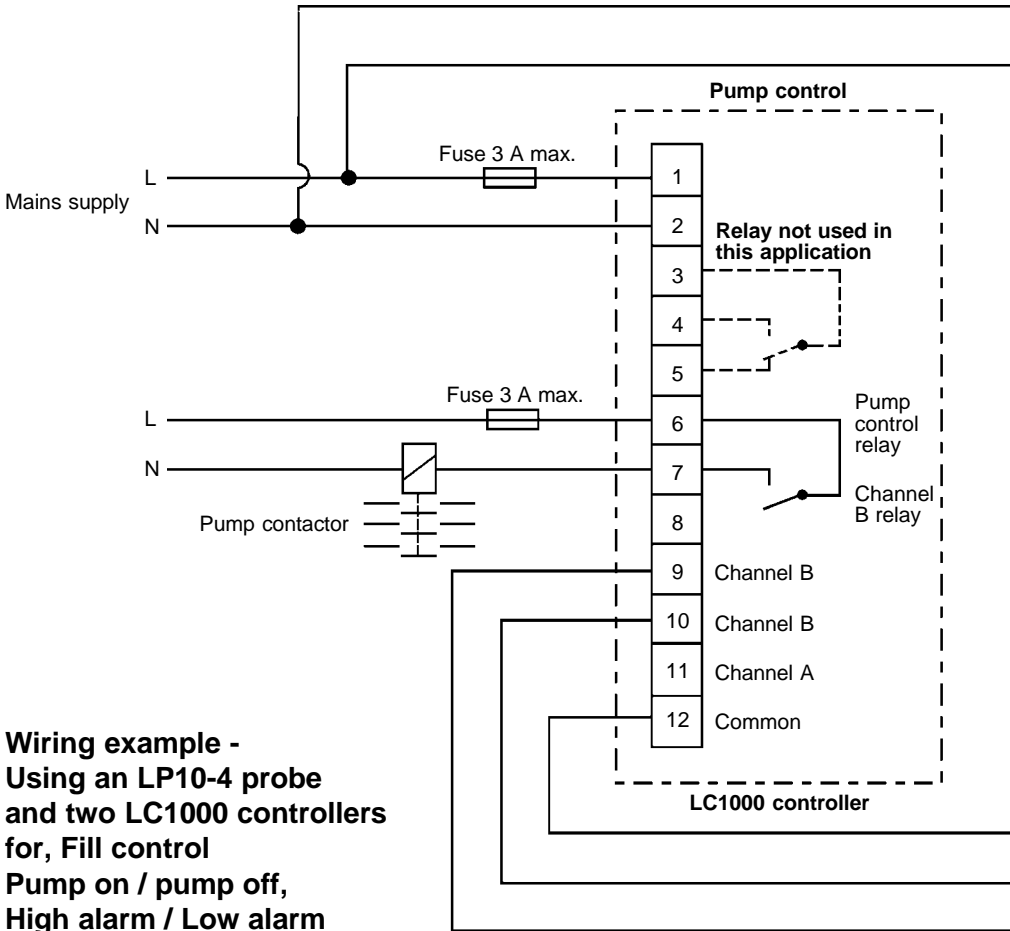 Pump control
Fuse 3 A max.
L
1
Mains supply
N
2
Relay not used in
this application
3
4
5
Fuse 3 A max.
L
6
Pump
control
relay
N
7
Channel
B relay
Pump contactor
8
9
Channel B
10
Channel B
11
Channel A
12
Common
LC1000 controller
Wiring example -
Using an LP10-4 probe
and two LC1000 controllers
for, Fill control
Pump on / pump off,
High alarm / Low alarm